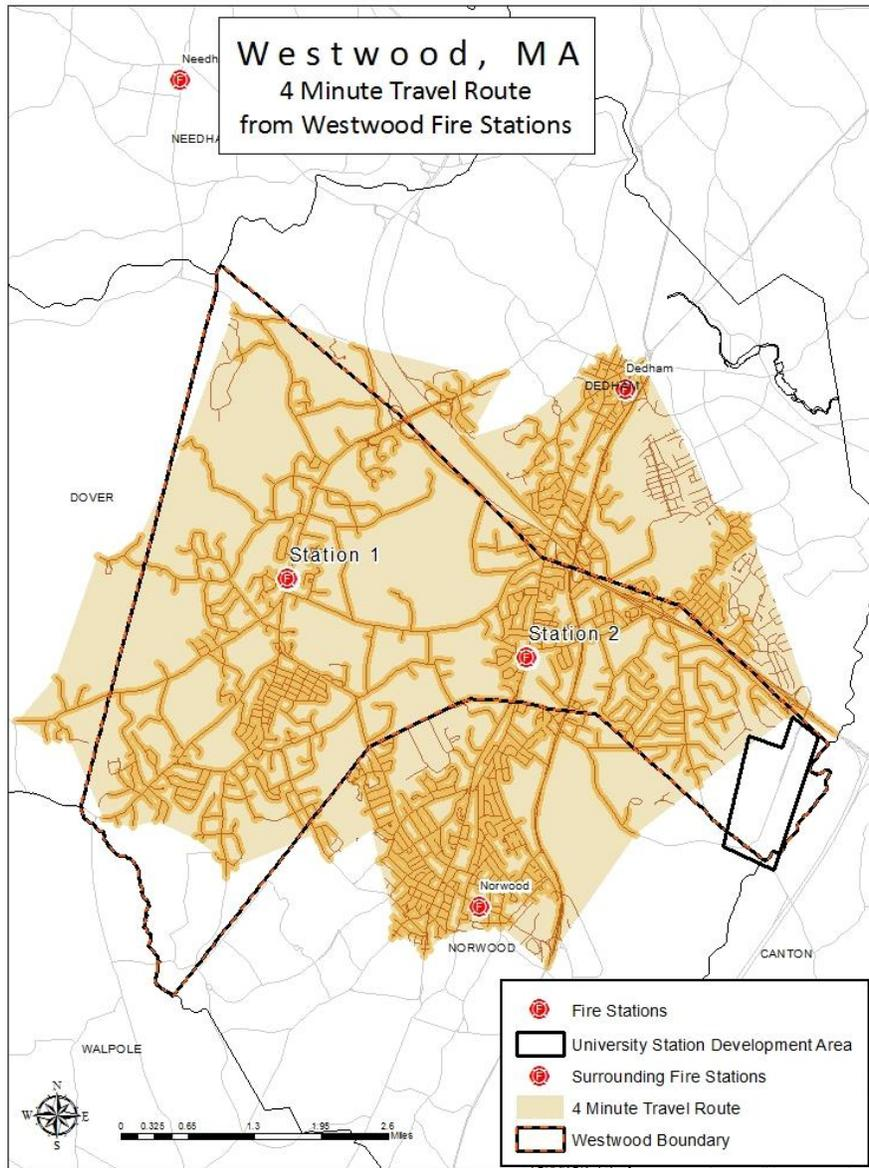 Westwood, MA
4 Minute Travel Route
from Westwood Fire Stations
Needh
NEEDHA
Dedham
DEDHAM
DOVER
Station 1
Station 2
Norwood
NORWOOD
CANTON
WALPOLE
N
W
E
S
0 0.325 0.65 1.3 1.95 2.6
Miles
Fire Stations
University Station Development Area
Surrounding Fire Stations
4 Minute Travel Route
Westwood Boundary